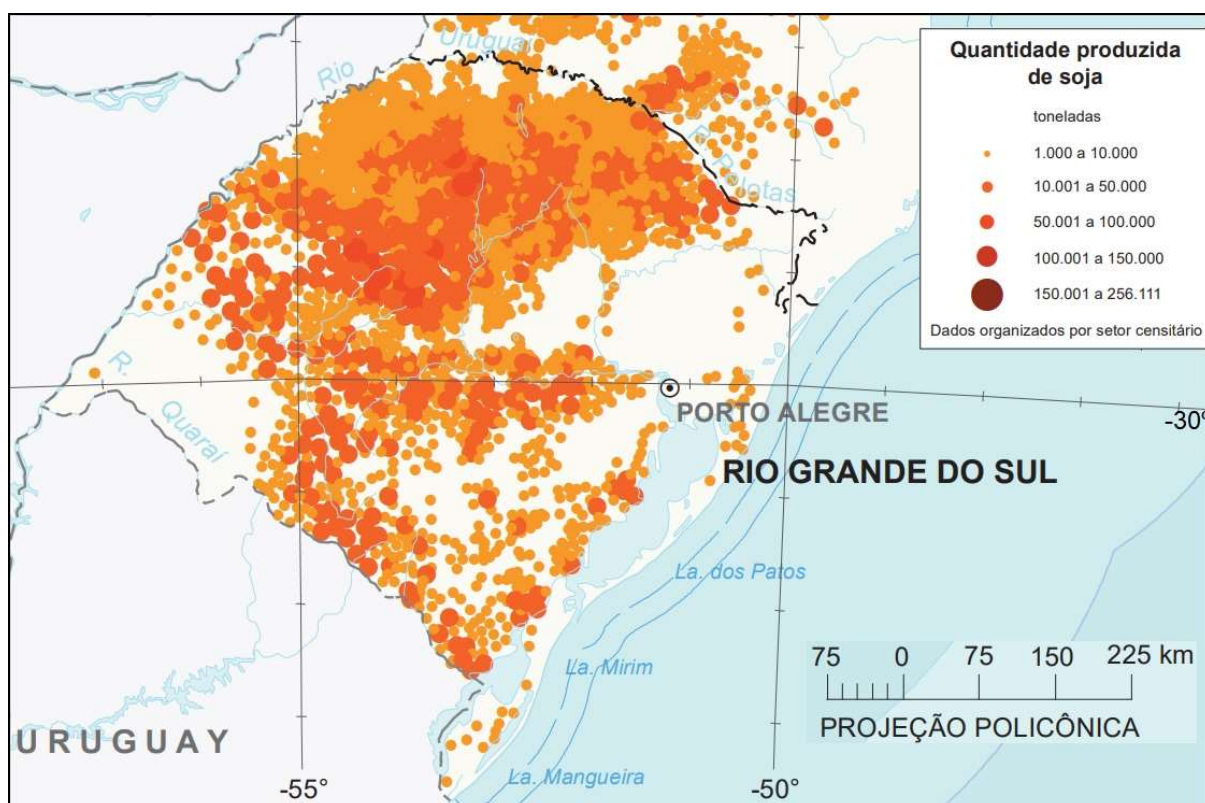 Quantidade produzida
de soja
toneladas
1.000 a 10.000
10.001 a 50.000
50.001 a 100.000
100.001 a 150.000
150.001 a 256.111
Dados organizados por setor censitário
Uruguai
Rio
R. Pelotas
R. Quaraí
PORTO ALEGRE
-30°
RIO GRANDE DO SUL
La. dos Patos
La. Mirim
75 0 75 150 225 km
PROJEÇÃO POLICÔNICA
URUGUAY
La. Mangueira
-55°
-50°